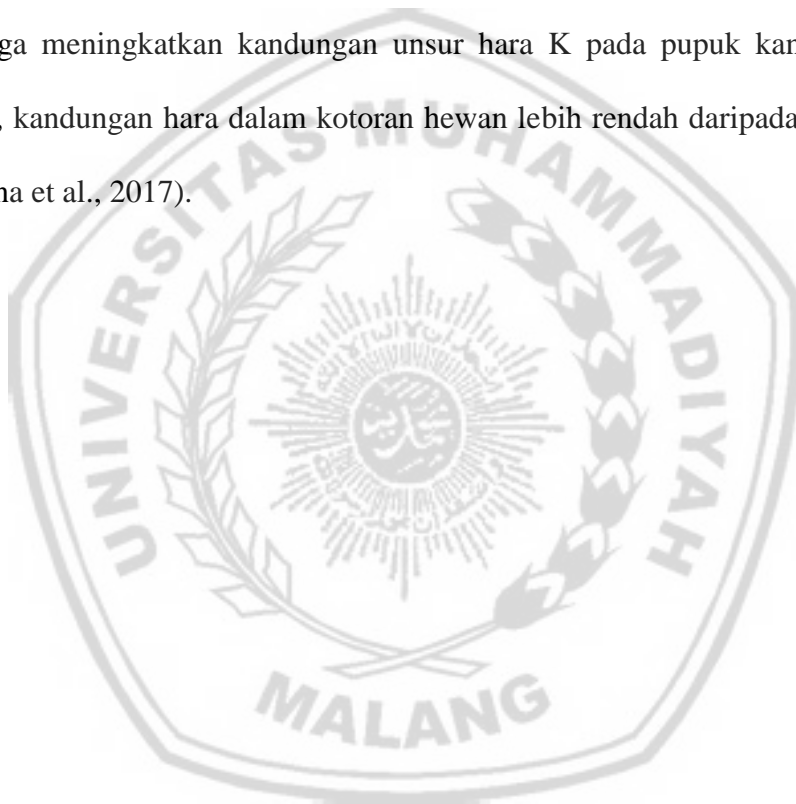 ga meningkatkan kandungan unsur hara K pada pupuk kan
, kandungan hara dalam kotoran hewan lebih rendah daripada
na et al., 2017).
UNIVERSITAS MUHAMMADIYAH
MALANG